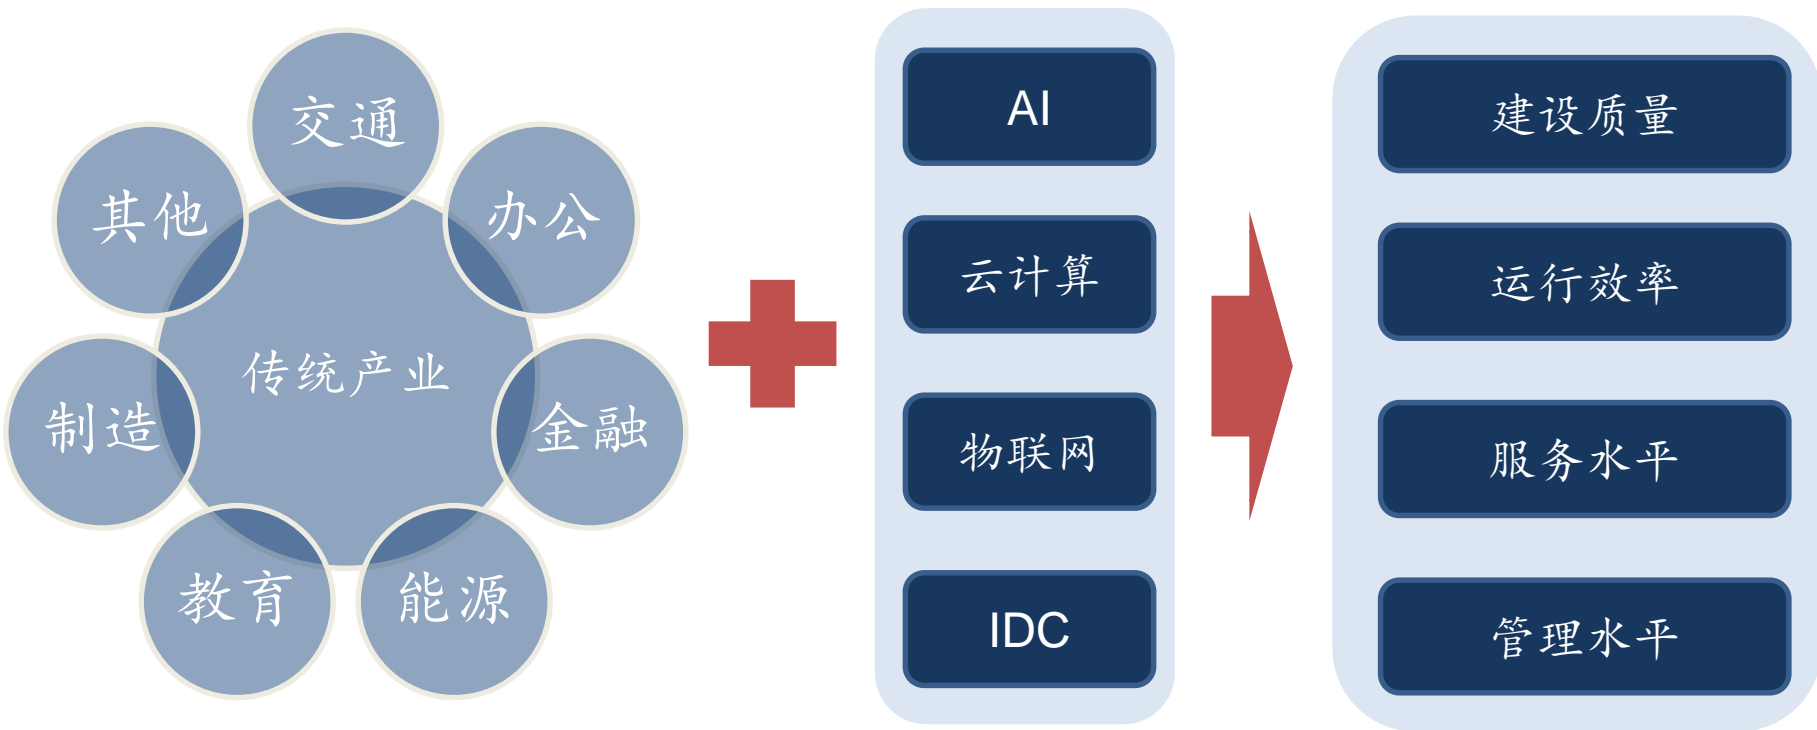 交通
办公
金融
能源
教育
制造
其他
传统产业
AI
云计算
物联网
IDC
建设质量
运行效率
服务水平
管理水平